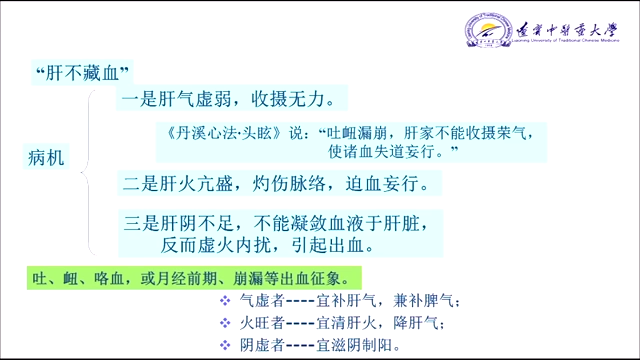 辽宁中医药大学
Liaoning University of Traditional Chinese Medicine
“肝不藏血”
一是肝气虚弱，收摄无力。
《丹溪心法·头眩》说：“吐衄漏崩，肝家不能收摄荣气，
使诸血失道妄行。”
病机
二是肝火亢盛，灼伤脉络，迫血妄行。
三是肝阴不足，不能凝敛血液于肝脏，
反而虚火内扰，引起出血。
吐、衄、咯血，或月经前期、崩漏等出血征象。
❖ 气虚者----宜补肝气，兼补脾气；
❖ 火旺者----宜清肝火，降肝气；
❖ 阴虚者----宜滋阴制阳。